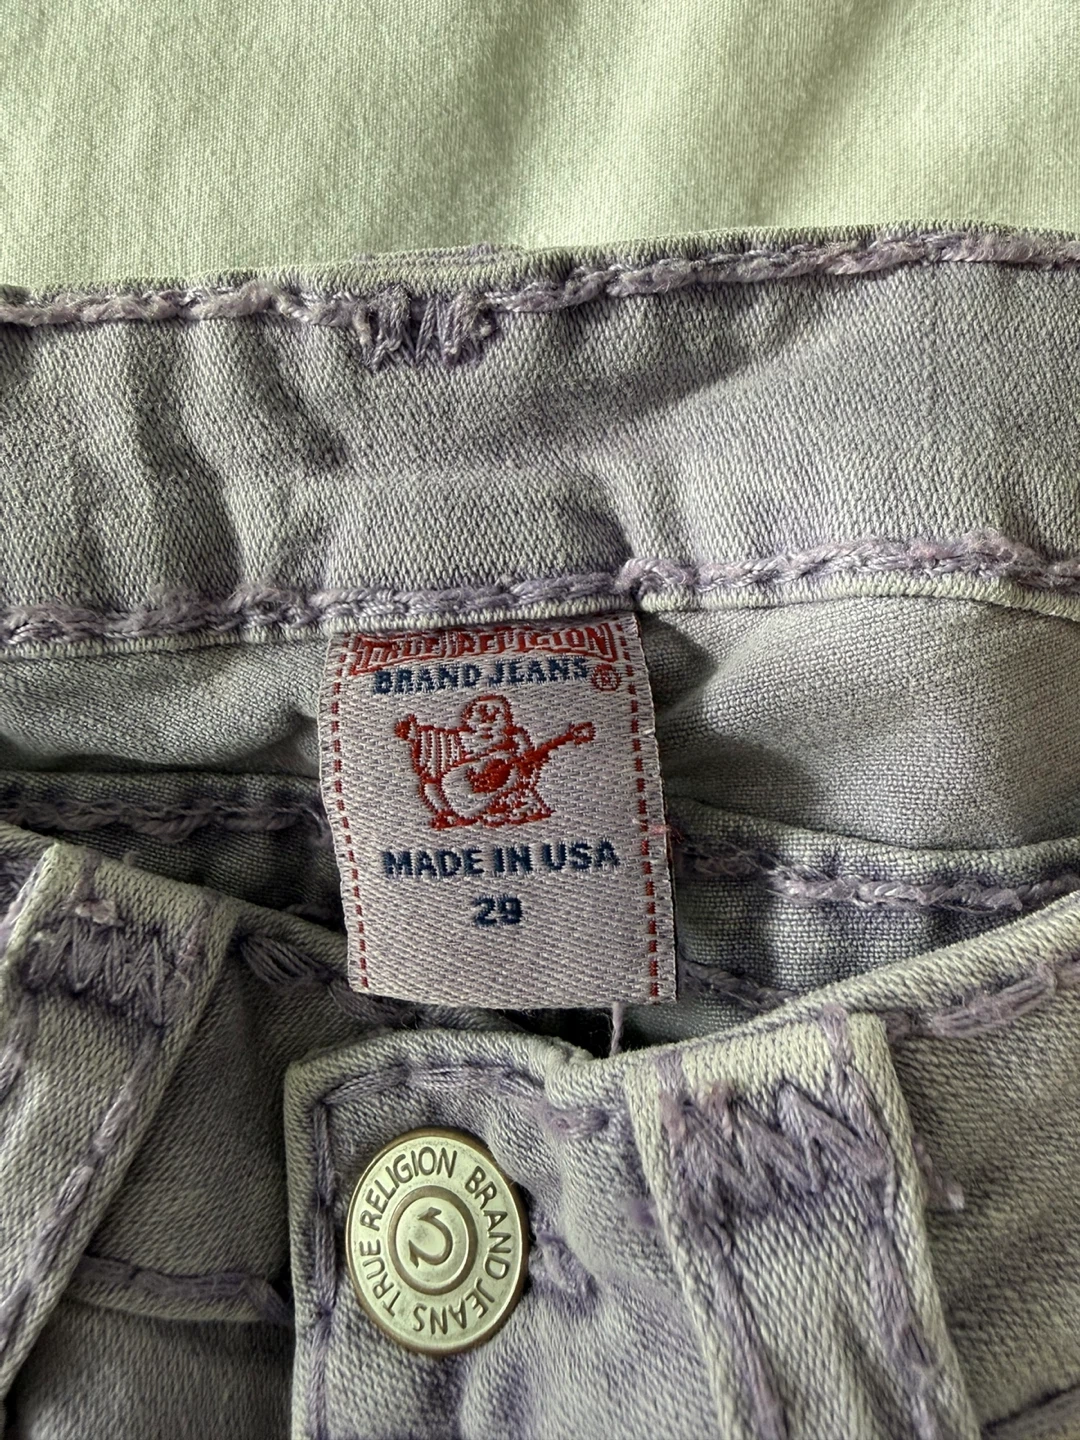 TRUE RELIGION
BRAND JEANS®
MADE IN USA
29
TRUE RELIGION BRAND JEANS